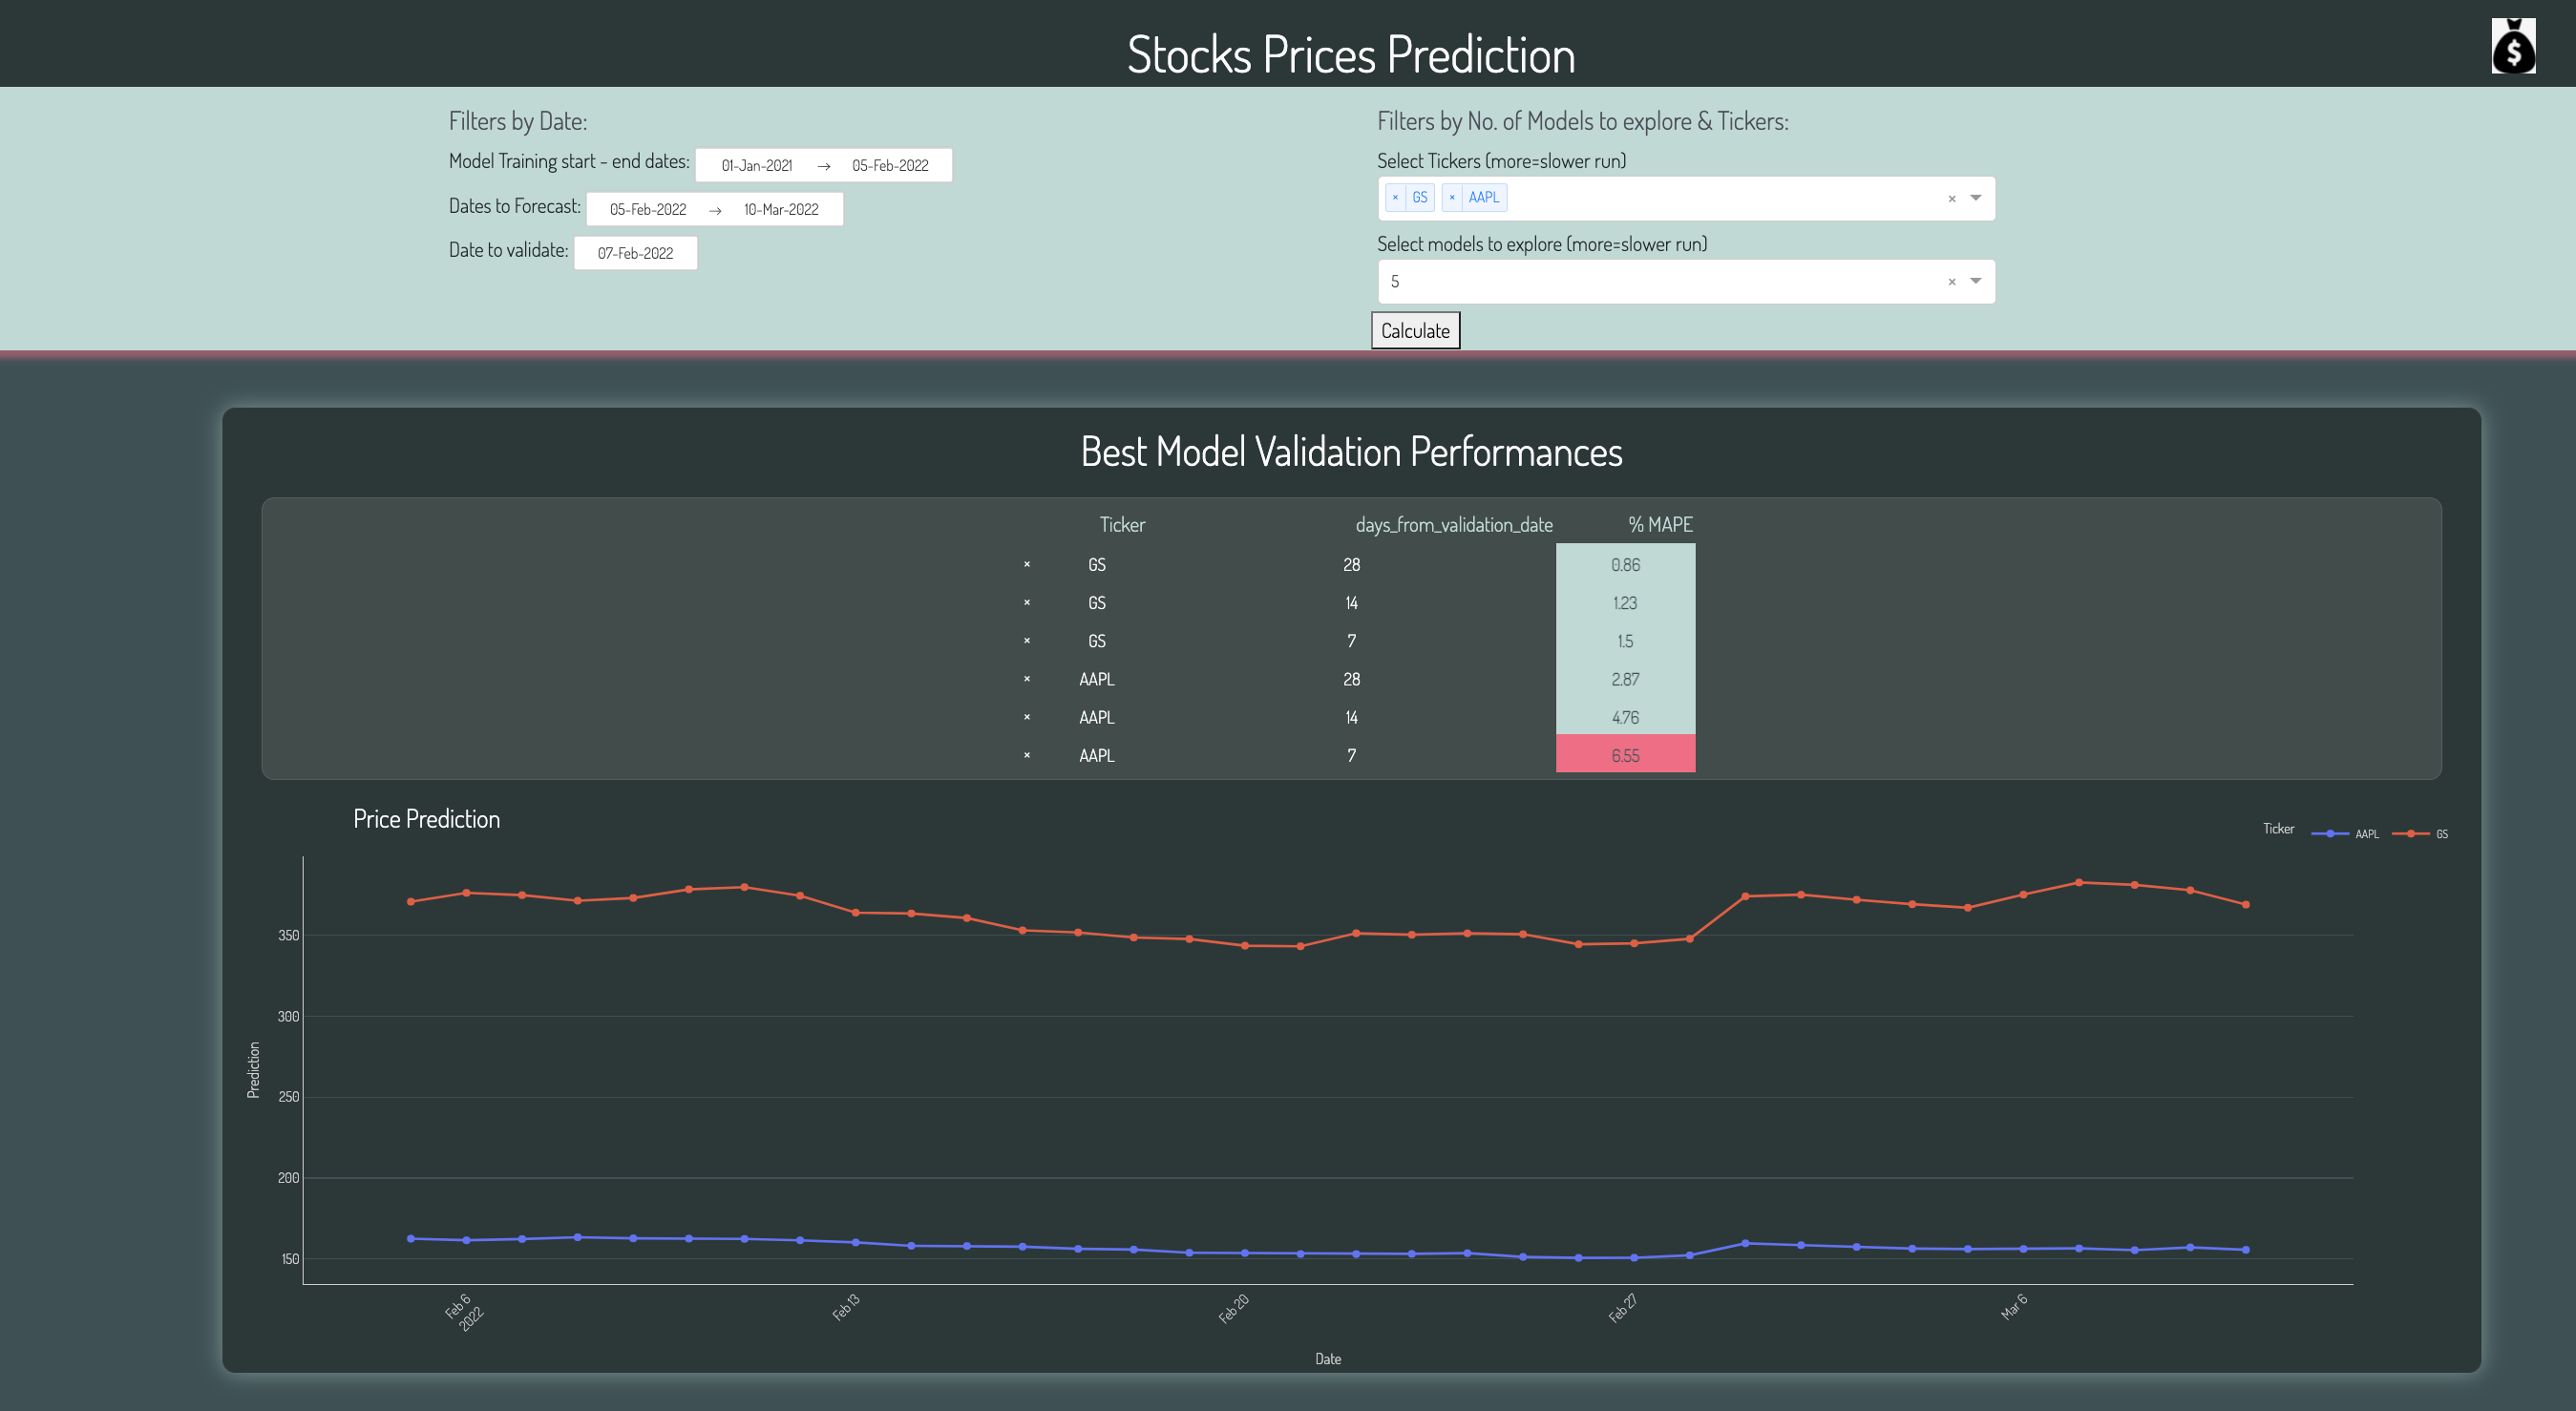 Stocks Prices Prediction
$
Filters by Date:
Model Training start - end dates: 01-Jan-2021 → 05-Feb-2022
Dates to Forecast: 05-Feb-2022 → 10-Mar-2022
Date to validate: 07-Feb-2022
Filters by No. of Models to explore & Tickers:
Select Tickers (more=slower run)
× GS × AAPL ×
Select models to explore (more=slower run)
5 ×
Calculate
Best Model Validation Performances
Ticker days_from_validation_date % MAPE
× GS 28 0.86
× GS 14 1.23
× GS 7 1.5
× AAPL 28 2.87
× AAPL 14 4.76
× AAPL 7 6.55
Price Prediction
Ticker AAPL GS
Prediction
350
300
250
200
150
Feb 6
2022
Feb 13
Feb 20
Feb 27
Mar 6
Date